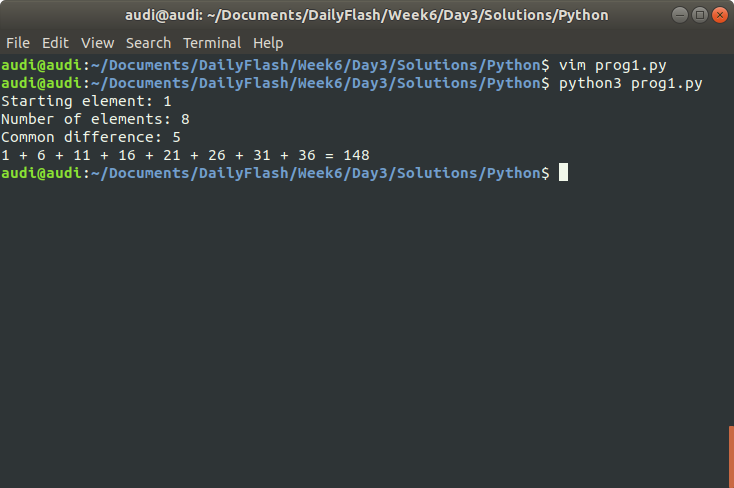 audi@audi: ~/Documents/DailyFlash/Week6/Day3/Solutions/Python
File Edit View Search Terminal Help
audi@audi:~/Documents/DailyFlash/Week6/Day3/Solutions/Python$ vim prog1.py
audi@audi:~/Documents/DailyFlash/Week6/Day3/Solutions/Python$ python3 prog1.py
Starting element: 1
Number of elements: 8
Common difference: 5
1 + 6 + 11 + 16 + 21 + 26 + 31 + 36 = 148
audi@audi:~/Documents/DailyFlash/Week6/Day3/Solutions/Python$